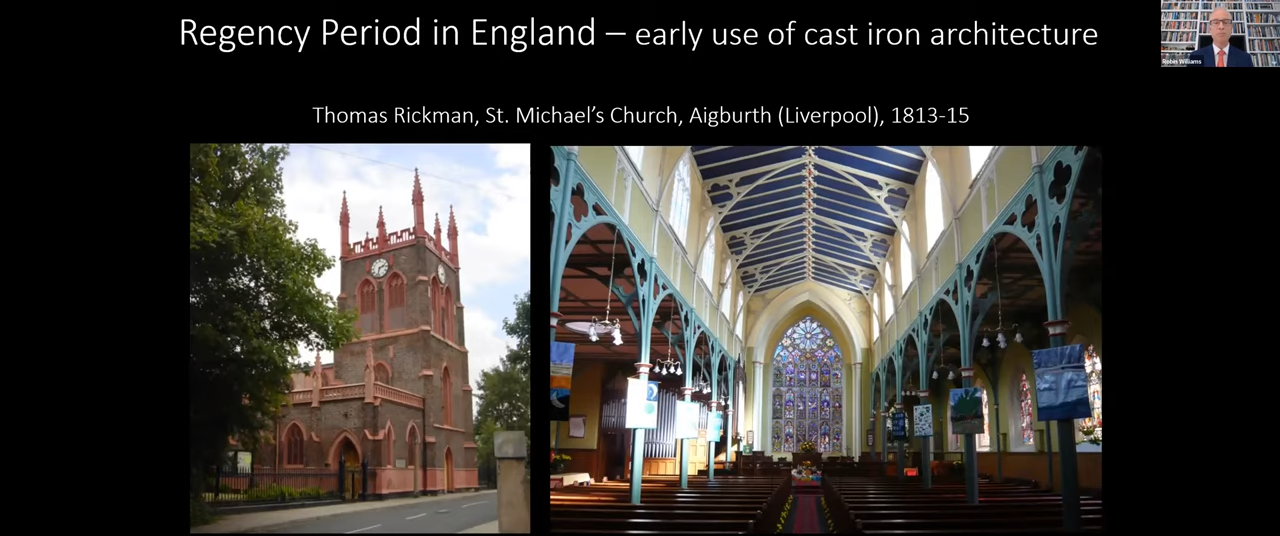 Regency Period in England – early use of cast iron architecture
Robin Williams
Thomas Rickman, St. Michael's Church, Aigburth (Liverpool), 1813-15